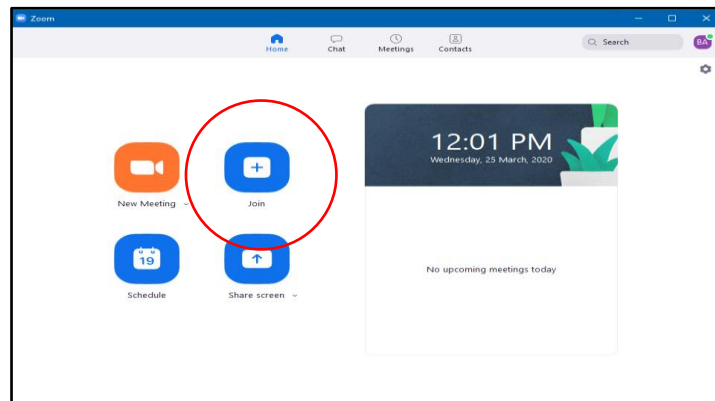 Zoom
Home Chat Meetings Contacts
Search
BA
12:01 PM
Wednesday, 25 March, 2020
New Meeting Join
19
Schedule Share screen
No upcoming meetings today